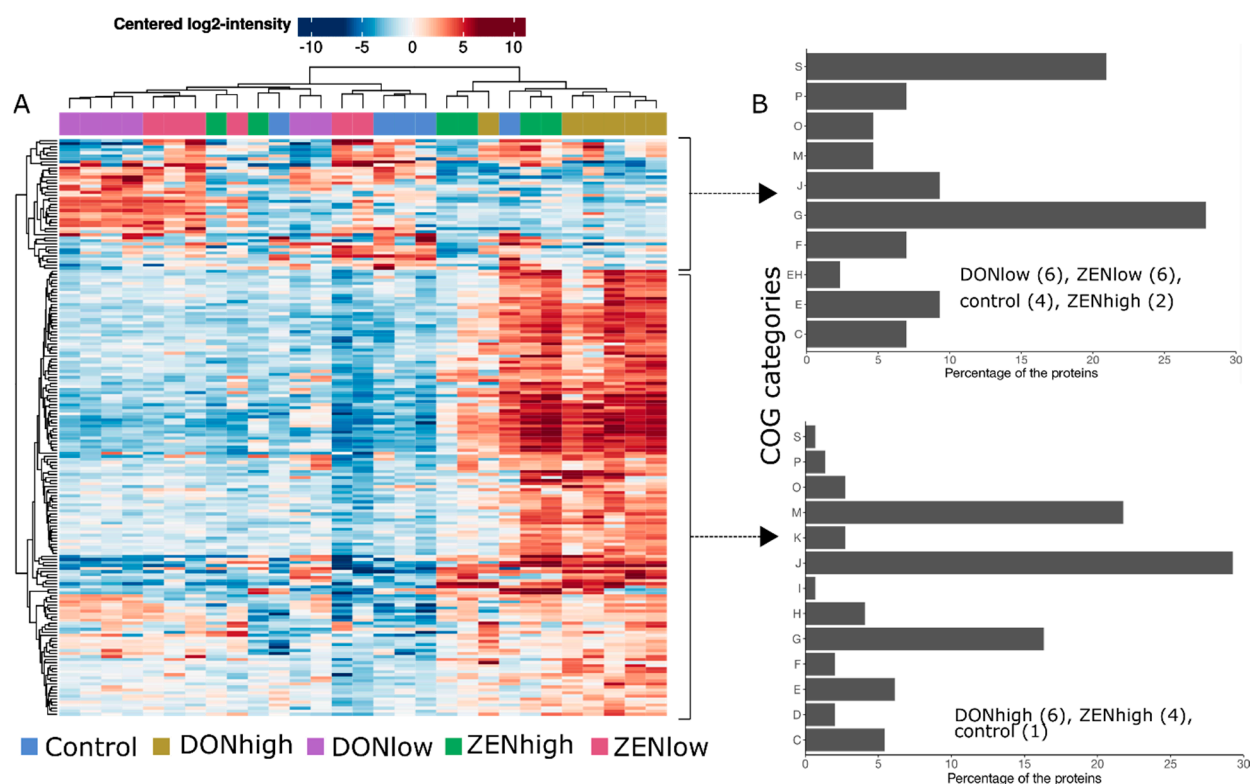 Centered log2-intensity
-10 -5 0 5 10
A
B
S
P
O
M
J
G
F
EH
E
C
DONlow (6), ZENlow (6),
control (4), ZENhigh (2)
0 5 10 15 20 25 30
Percentage of the proteins
COG categories
S
P
O
M
K
J
I
H
G
F
E
D
C
DONhigh (6), ZENhigh (4),
control (1)
0 5 10 15 20 25 30
Percentage of the proteins
Control DONhigh DONlow ZENhigh ZENlow